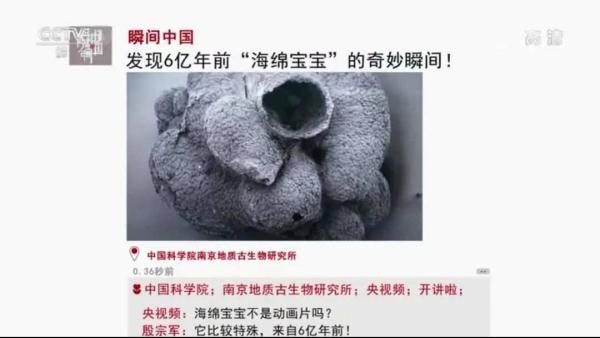 CCTV
高清
瞬间中国
发现6亿年前“海绵宝宝”的奇妙瞬间！
中国科学院南京地质古生物研究所
0.36秒前
中国科学院；南京地质古生物研究所；央视频；开讲啦；
央视频：海绵宝宝不是动画片吗？
殷宗军：它比较特殊，来自6亿年前！